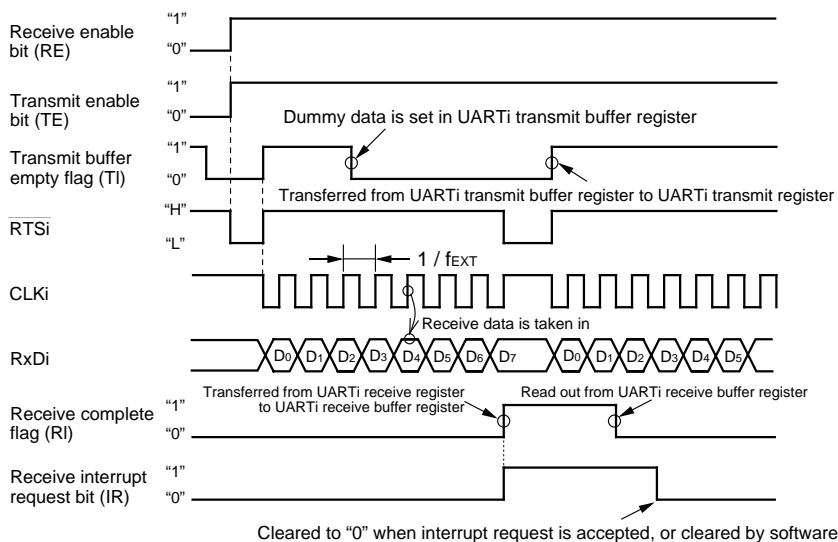 Receive enable
bit (RE)
“1”
“0”
Transmit enable
bit (TE)
“1”
“0”
Dummy data is set in UARTi transmit buffer register
Transmit buffer
empty flag (TI)
“1”
“0”
Transferred from UARTi transmit buffer register to UARTi transmit register
RTSi
“H”
“L”
1 / fEXT
CLKi
Receive data is taken in
RxDi
D0 D1 D2 D3 D4 D5 D6 D7 D0 D1 D2 D3 D4 D5
Transferred from UARTi receive register
to UARTi receive buffer register
Read out from UARTi receive buffer register
Receive complete
flag (RI)
“1”
“0”
Receive interrupt
request bit (IR)
“1”
“0”
Cleared to “0” when interrupt request is accepted, or cleared by software